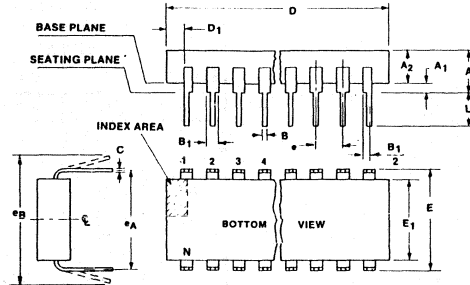 D
D1
BASE PLANE
A2
A1
A
SEATING PLANE
L
INDEX AREA
B1
B
e
B1
2
C
1 2 3 4
eB
eA
BOTTOM VIEW
E1
E
N